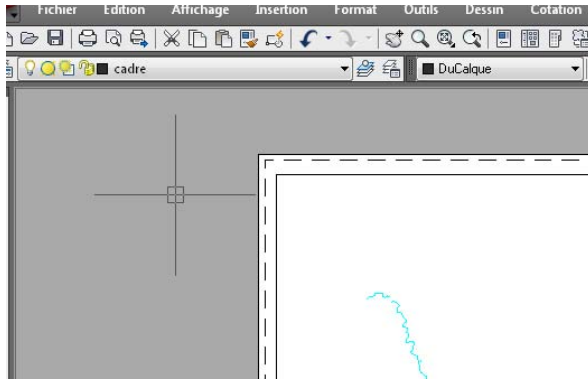 Fichier Edition Affichage Insertion Format Outils Dessin Cotation
cadre DuCalque